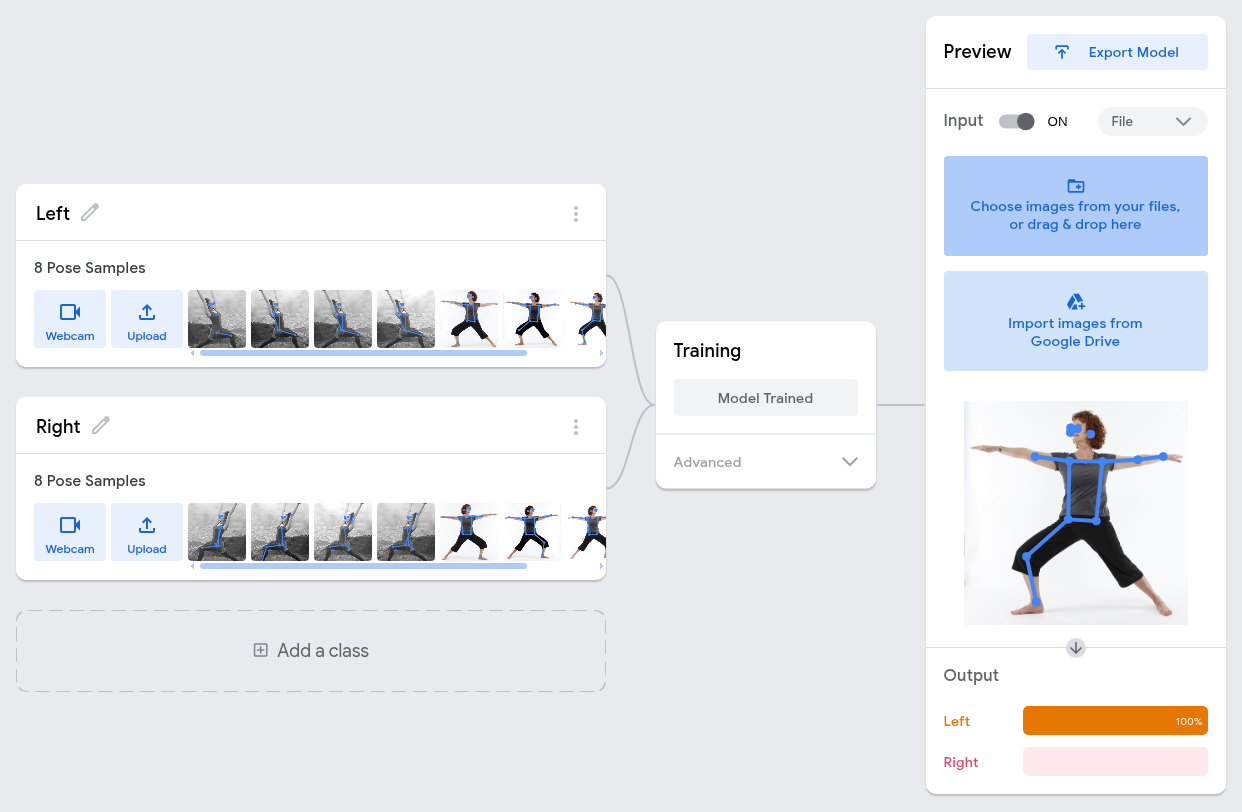 Left
8 Pose Samples
Webcam
Upload
Right
8 Pose Samples
Webcam
Upload
Add a class
Training
Model Trained
Advanced
Preview
Export Model
Input
ON
File
Choose images from your files,
or drag & drop here
Import images from
Google Drive
Output
Left
100%
Right